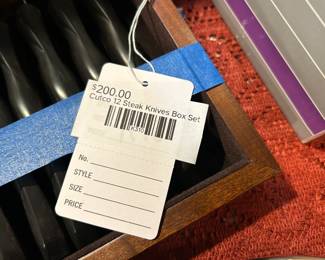 $200.00
Cutco 12 Steak Knives Box Set
No.
STYLE
SIZE
PRICE